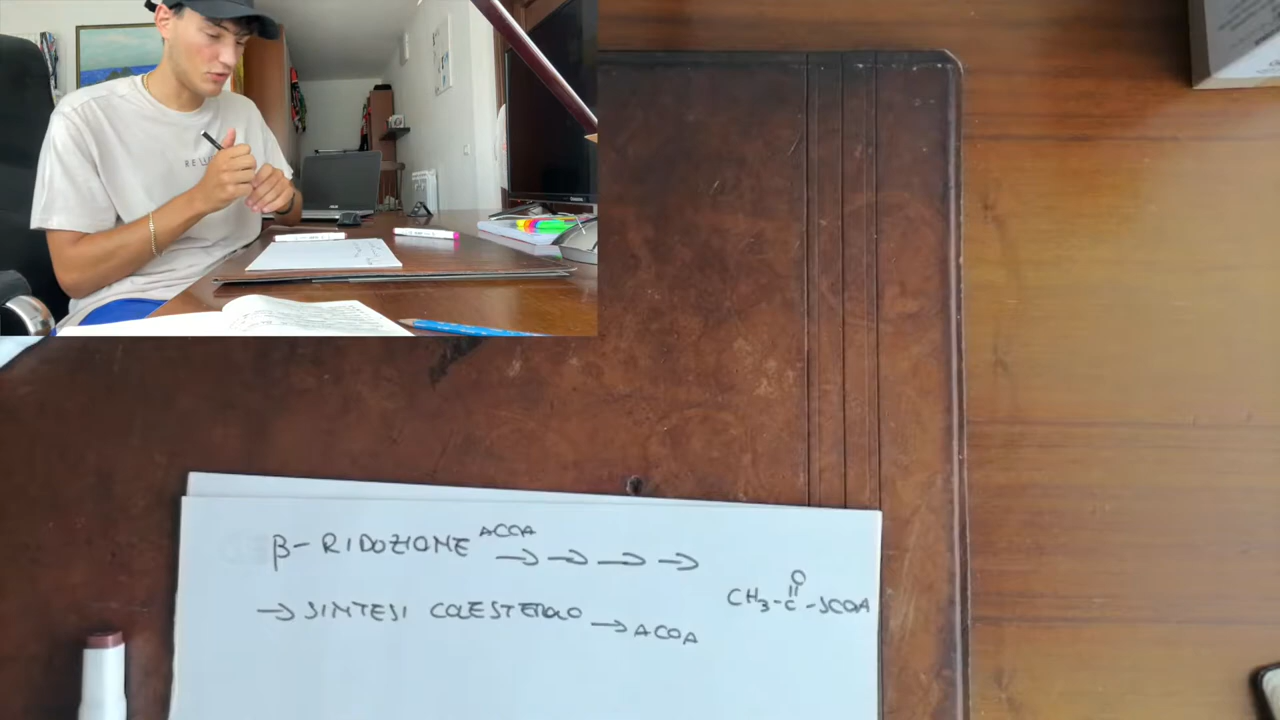 β-RIDUZIONE ACOA → → → →
O
CH3-C-SCOA
→ SINTESI COLESTEROLO → ACOA